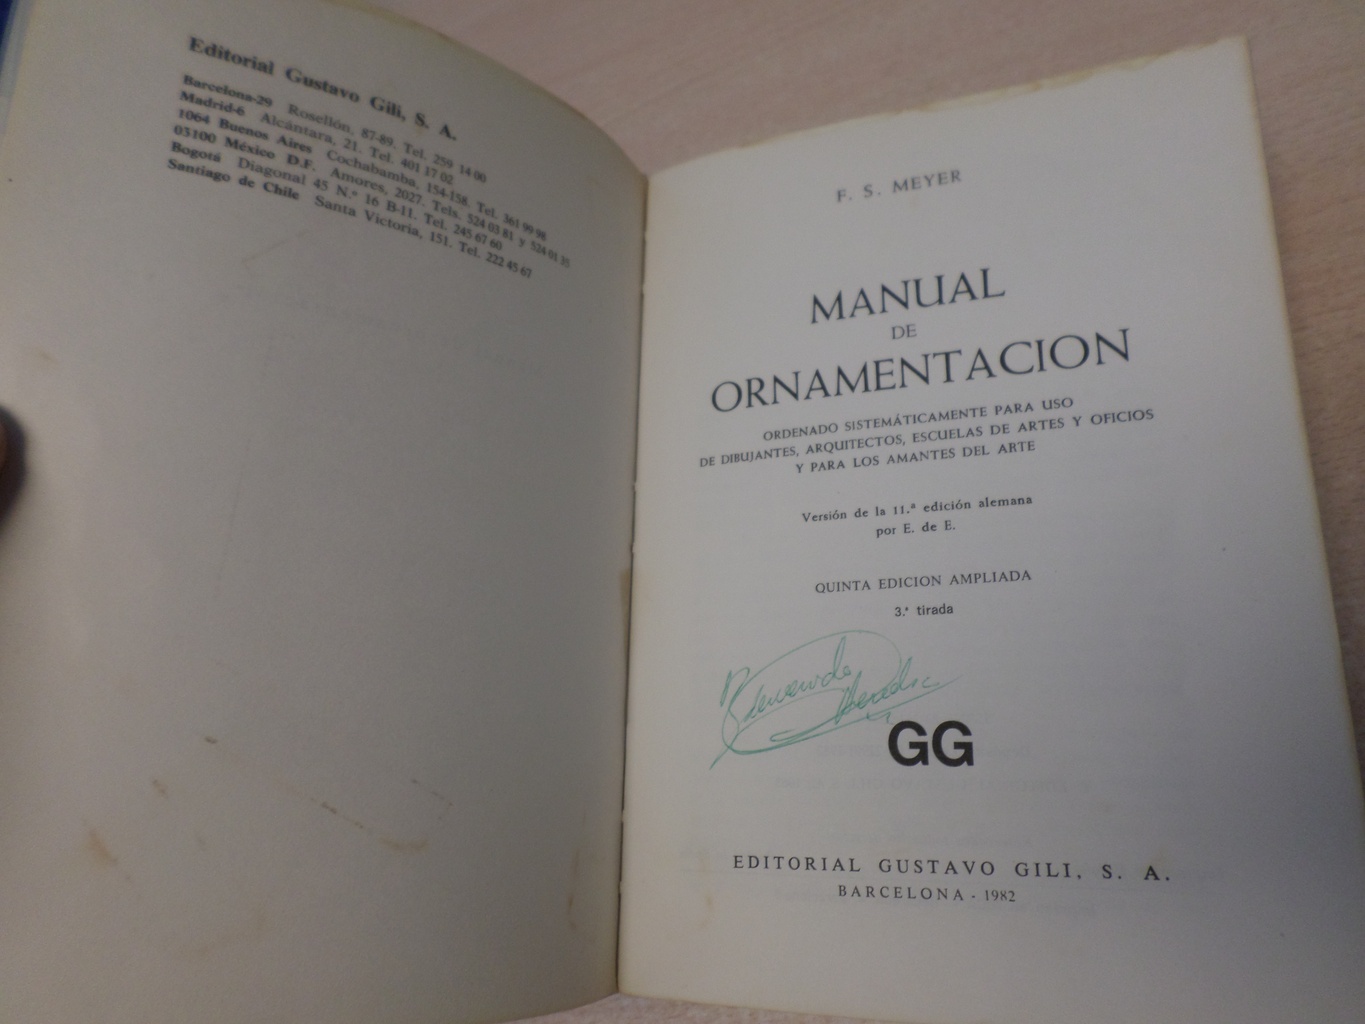 Editorial Gustavo Gili, S. A.
Barcelona-29 Rosellón, 87-89. Tel. 259 14 00
Madrid-6 Alcántara, 21. Tel. 401 17 02
1064 Buenos Aires Cochabamba, 154-158. Tel. 361 99 98
03100 México D.F. Amores, 2027. Tels. 524 03 81 y 524 01 35
Bogotá Diagonal 45 N.º 16 B-11. Tel. 245 67 60
Santiago de Chile Santa Victoria, 151. Tel. 222 45 67
F. S. MEYER
MANUAL
DE
ORNAMENTACION
ORDENADO SISTEMÁTICAMENTE PARA USO
DE DIBUJANTES, ARQUITECTOS, ESCUELAS DE ARTES Y OFICIOS
Y PARA LOS AMANTES DEL ARTE
Versión de la 11.ª edición alemana
por E. de E.
QUINTA EDICION AMPLIADA
3.ª tirada
GG
EDITORIAL GUSTAVO GILI, S. A.
BARCELONA - 1982